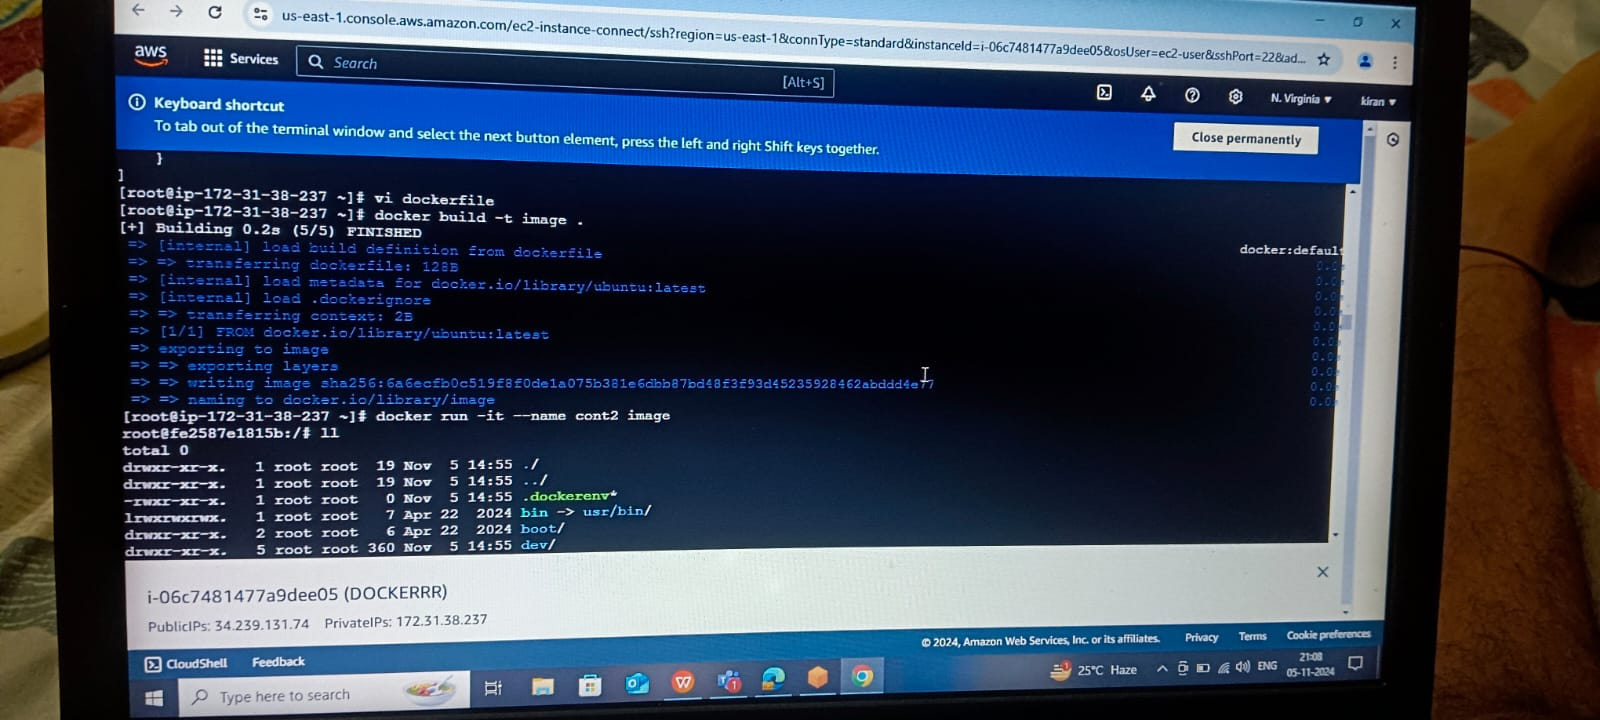 us-east-1.console.aws.amazon.com/ec2-instance-connect/ssh?region=us-east-1&connType=standard&instanceId=i-06c7481477a9dee05&osUser=ec2-user&sshPort=22&ad...
aws
Services
Search
[Alt+S]
N. Virginia
kiran
Keyboard shortcut
To tab out of the terminal window and select the next button element, press the left and right Shift keys together.
Close permanently
}
]
[root@ip-172-31-38-237 ~]# vi dockerfile
[root@ip-172-31-38-237 ~]# docker build -t image .
[+] Building 0.2s (5/5) FINISHED
docker:default
=> [internal] load build definition from dockerfile
=> => transferring dockerfile: 128B
=> [internal] load metadata for docker.io/library/ubuntu:latest
=> [internal] load .dockerignore
=> => transferring context: 2B
=> [1/1] FROM docker.io/library/ubuntu:latest
=> exporting to image
=> => exporting layers
=> => writing image
=> => naming to docker.io/library/image
[root@ip-172-31-38-237 ~]# docker run -it --name cont2 image
root@fe2587e1815b:/# ll
total 0
drwxr-xr-x. 1 root root 19 Nov 5 14:55 ./
drwxr-xr-x. 1 root root 19 Nov 5 14:55 ../
-rwxr-xr-x. 1 root root 0 Nov 5 14:55 .dockerenv*
lrwxrwxrwx. 1 root root 7 Apr 22 2024 bin -> usr/bin/
drwxr-xr-x. 2 root root 6 Apr 22 2024 boot/
drwxr-xr-x. 5 root root 360 Nov 5 14:55 dev/
i-06c7481477a9dee05 (DOCKERRR)
PublicIPs: 34.239.131.74 PrivateIPs: 172.31.38.237
CloudShell Feedback
© 2024, Amazon Web Services, Inc. or its affiliates. Privacy Terms Cookie preferences
Type here to search
25°C Haze
ENG
21:08
05-11-2024